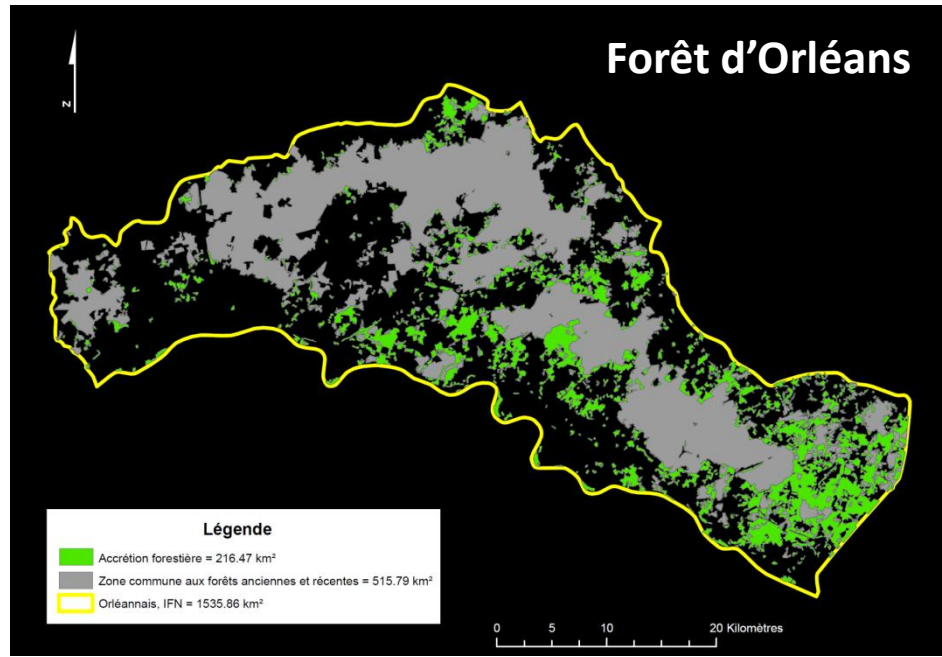 Forêt d'Orléans
N
Légende
Accrétion forestière = 216.47 km²
Zone commune aux forêts anciennes et récentes = 515.79 km²
Orléannais, IFN = 1535.86 km²
0 5 10 20 Kilomètres